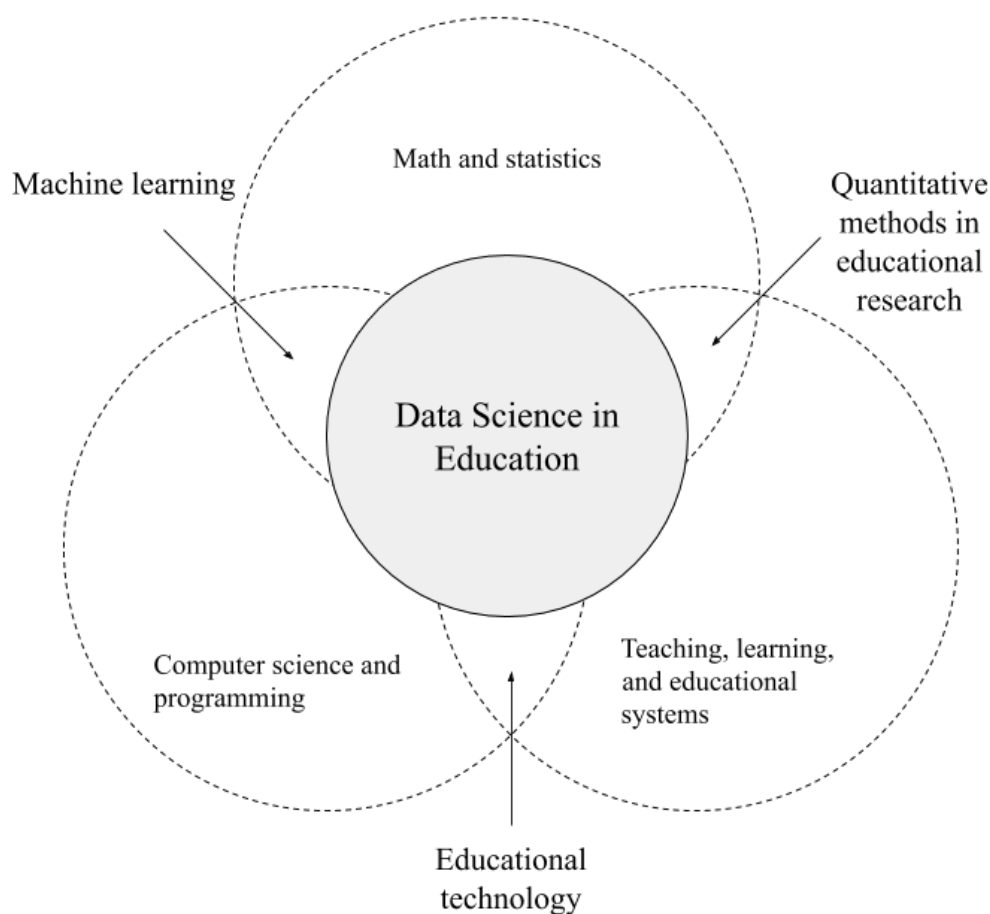 Math and statistics
Machine learning
Quantitative
methods in
educational
research
Data Science in
Education
Computer science and
programming
Teaching, learning,
and educational
systems
Educational
technology